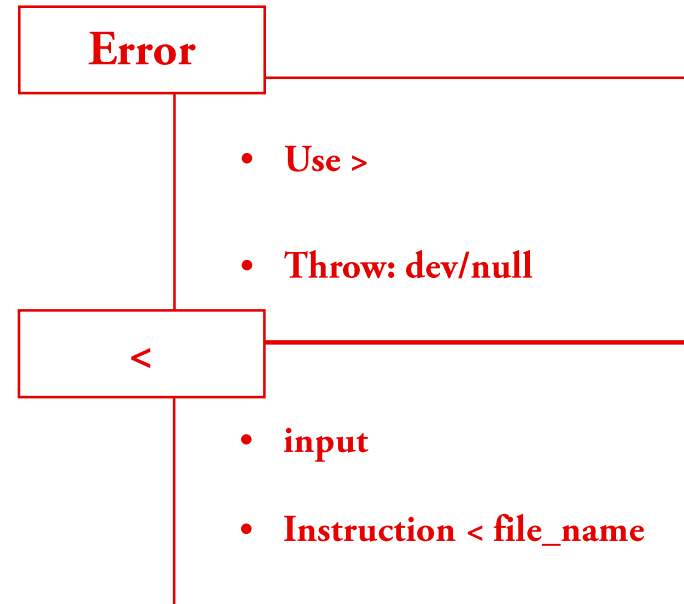 Error
• Use >
• Throw: dev/null
<
• input
• Instruction < file_name